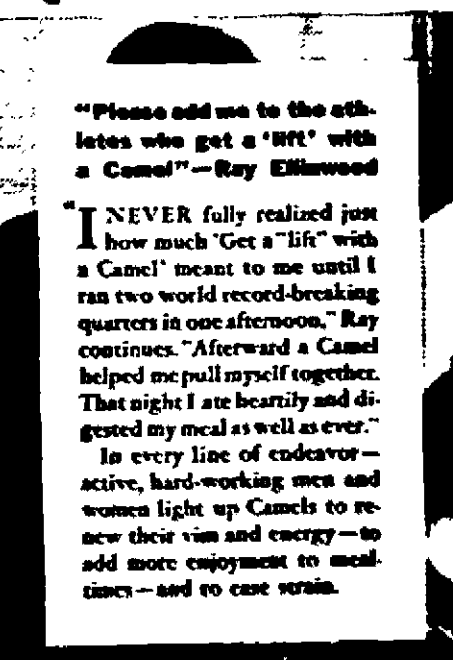 "Please add me to the ath-
letes who get a 'lift' with
a Camel"—Ray Ellinwood
"I NEVER fully realized just
how much 'Get a "lift" with
a Camel' meant to me until I
ran two world record-breaking
quarters in one afternoon," Ray
continues. "Afterward a Camel
helped me pull myself together.
That night I ate heartily and di-
gested my meal as well as ever."
In every line of endeavor—
active, hard-working men and
women light up Camels to re-
new their vim and energy—to
add more enjoyment to meal-
times—and to ease strain.